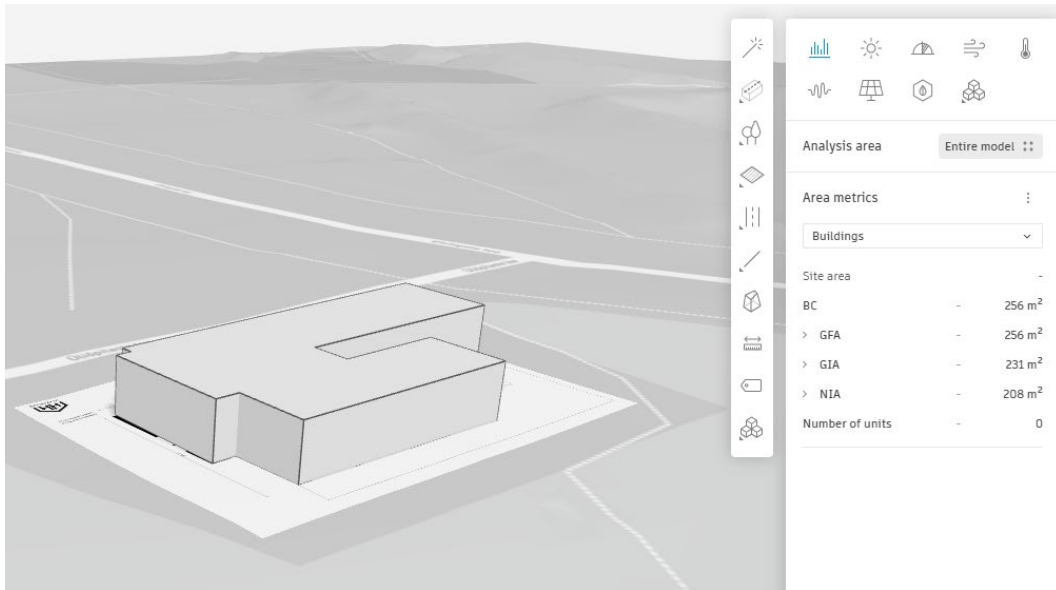 Analysis area
Entire model
Area metrics
Buildings
Site area -
BC - 256 m²
GFA - 256 m²
GIA - 231 m²
NIA - 208 m²
Number of units - 0